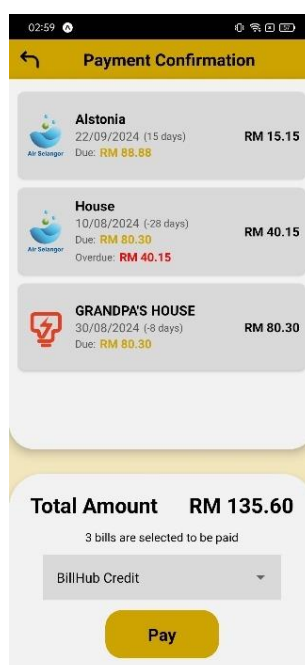 02:59
Payment Confirmation
Alstonia
22/09/2024 (15 days)
Due: RM 88.88
RM 15.15
Air Selangor
House
10/08/2024 (-28 days)
Due: RM 80.30
Overdue: RM 40.15
RM 40.15
Air Selangor
GRANDPA'S HOUSE
30/08/2024 (-8 days)
Due: RM 80.30
RM 80.30
Total Amount RM 135.60
3 bills are selected to be paid
BillHub Credit
Pay